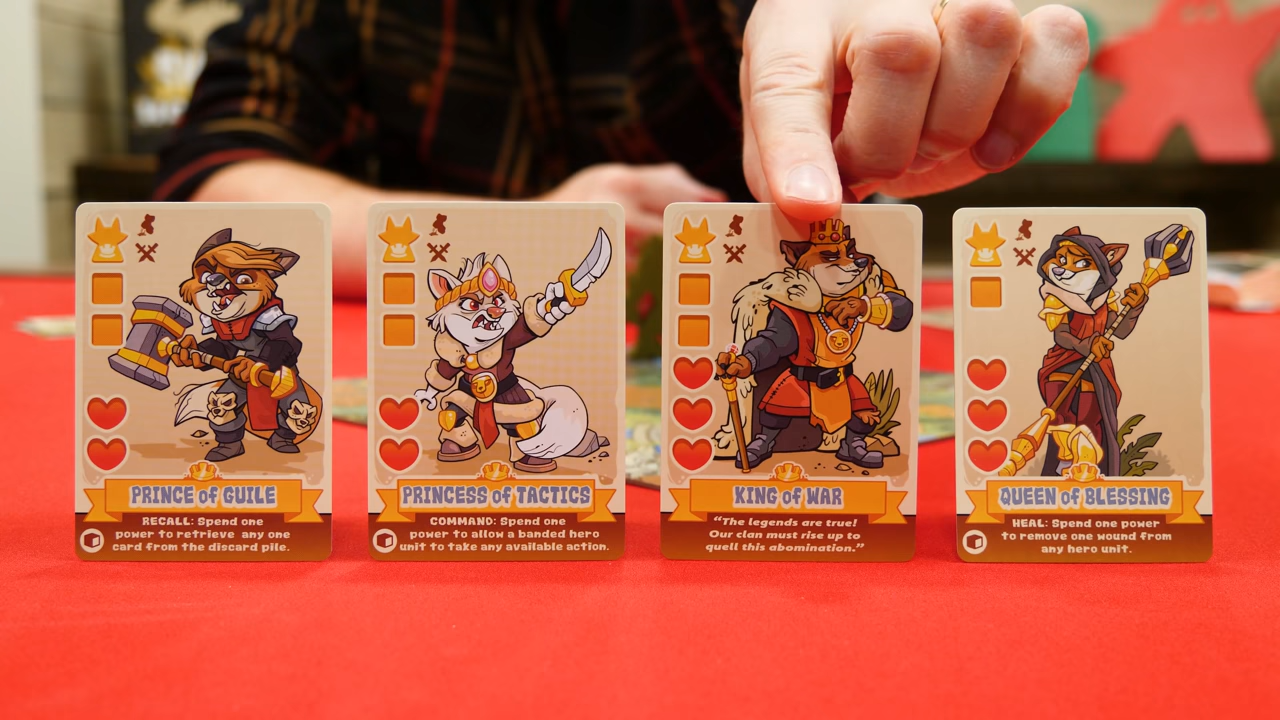 PRINCE of GUILE
RECALL: Spend one
power to retrieve any one
card from the discard pile.
PRINCESS of TACTICS
COMMAND: Spend one
power to allow a banded hero
unit to take any available action.
KING of WAR
“The legends are true!
Our clan must rise up to
quell this abomination.”
QUEEN of BLESSING
HEAL: Spend one power
to remove one wound from
any hero unit.